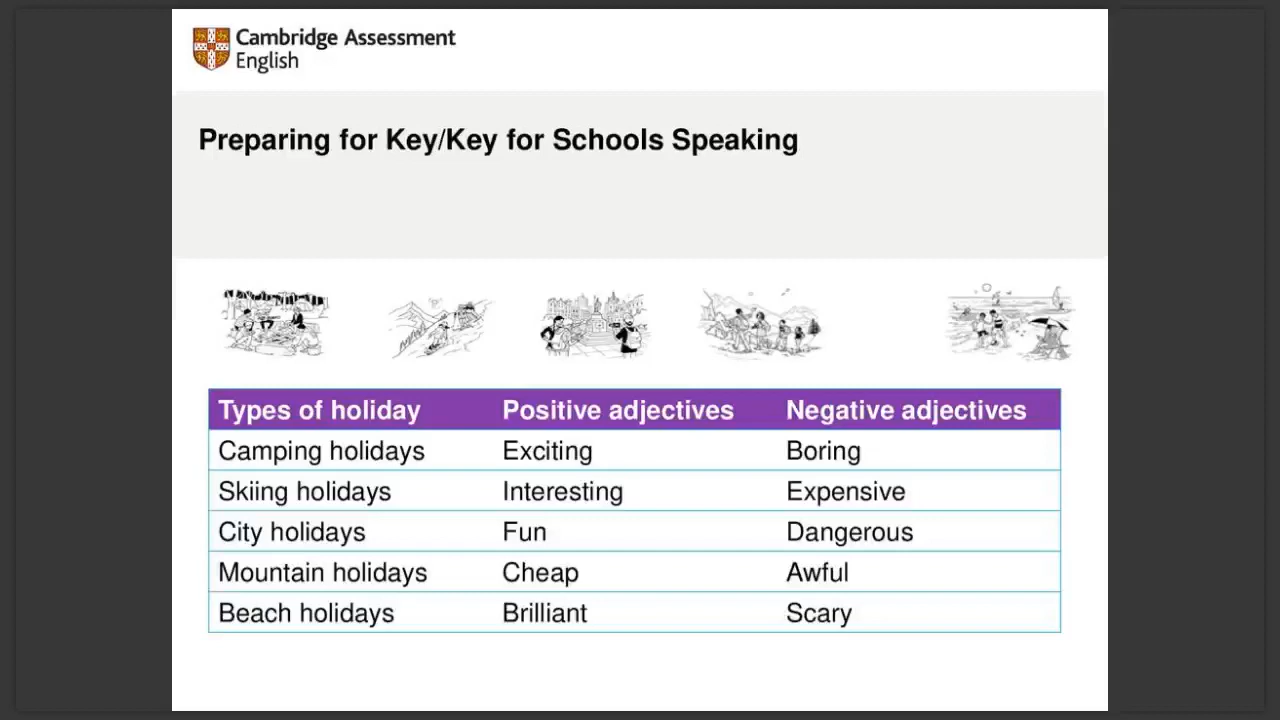 Cambridge Assessment
English
Preparing for Key/Key for Schools Speaking
Types of holiday Positive adjectives Negative adjectives
Camping holidays Exciting Boring
Skiing holidays Interesting Expensive
City holidays Fun Dangerous
Mountain holidays Cheap Awful
Beach holidays Brilliant Scary